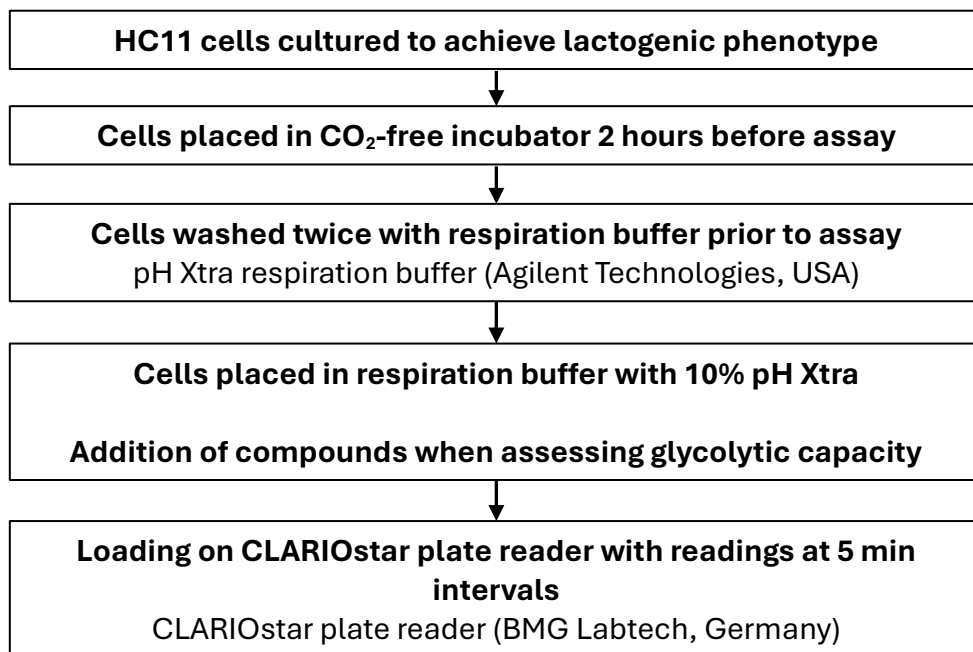 HC11 cells cultured to achieve lactogenic phenotype
Cells placed in CO₂-free incubator 2 hours before assay
Cells washed twice with respiration buffer prior to assay
pH Xtra respiration buffer (Agilent Technologies, USA)
Cells placed in respiration buffer with 10% pH Xtra
Addition of compounds when assessing glycolytic capacity
Loading on CLARIOstar plate reader with readings at 5 min
intervals
CLARIOstar plate reader (BMG Labtech, Germany)